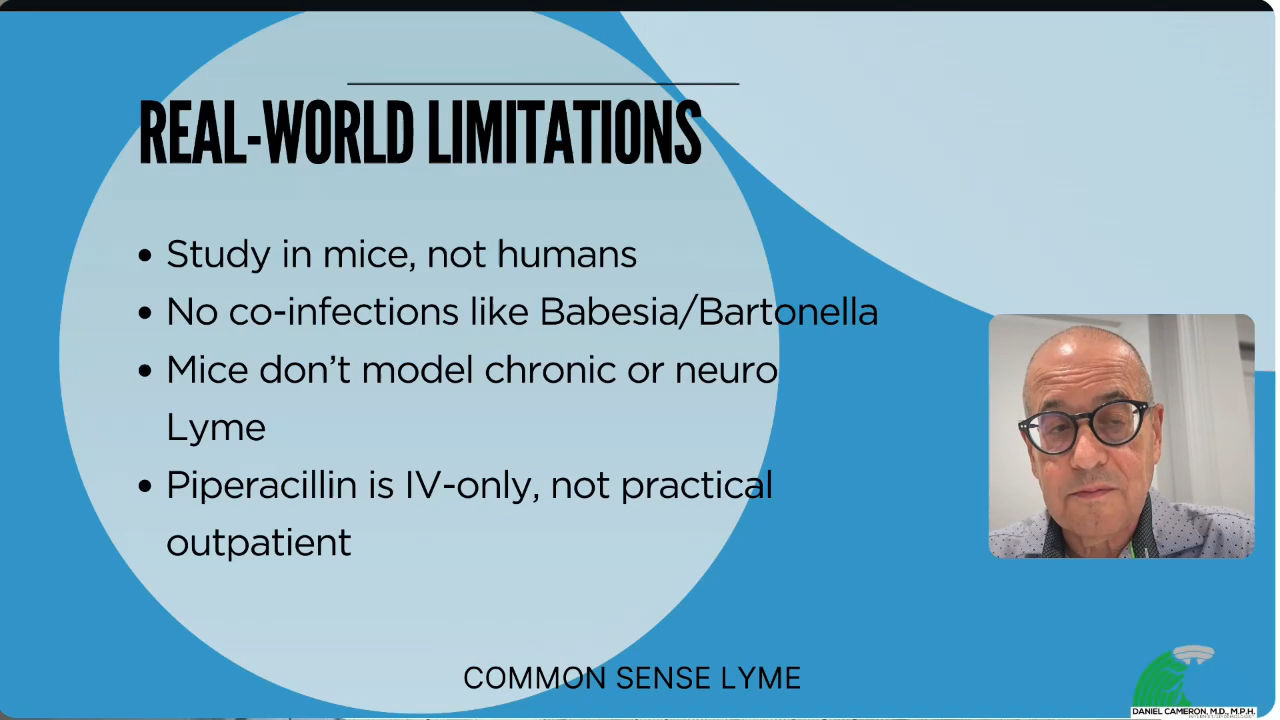 REAL-WORLD LIMITATIONS
• Study in mice, not humans
• No co-infections like Babesia/Bartonella
• Mice don’t model chronic or neuro
Lyme
• Piperacillin is IV-only, not practical
outpatient
COMMON SENSE LYME
DANIEL CAMERON, M.D., M.P.H.